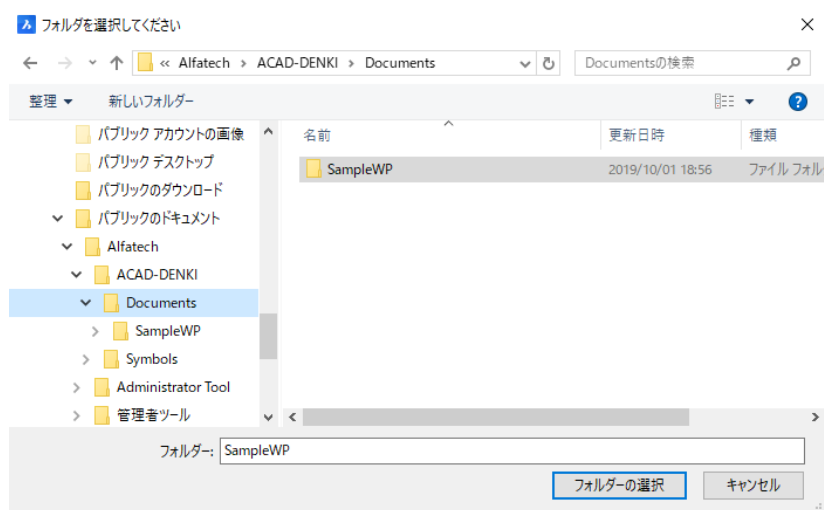 フォルダを選択してください
« Alfatech › ACAD-DENKI › Documents
Documentsの検索
整理
新しいフォルダー
パブリック アカウントの画像
パブリック デスクトップ
パブリックのダウンロード
パブリックのドキュメント
Alfatech
ACAD-DENKI
Documents
SampleWP
Symbols
Administrator Tool
管理者ツール
名前 更新日時 種類
SampleWP 2019/10/01 18:56 ファイル フォル
フォルダー: SampleWP
フォルダーの選択 キャンセル